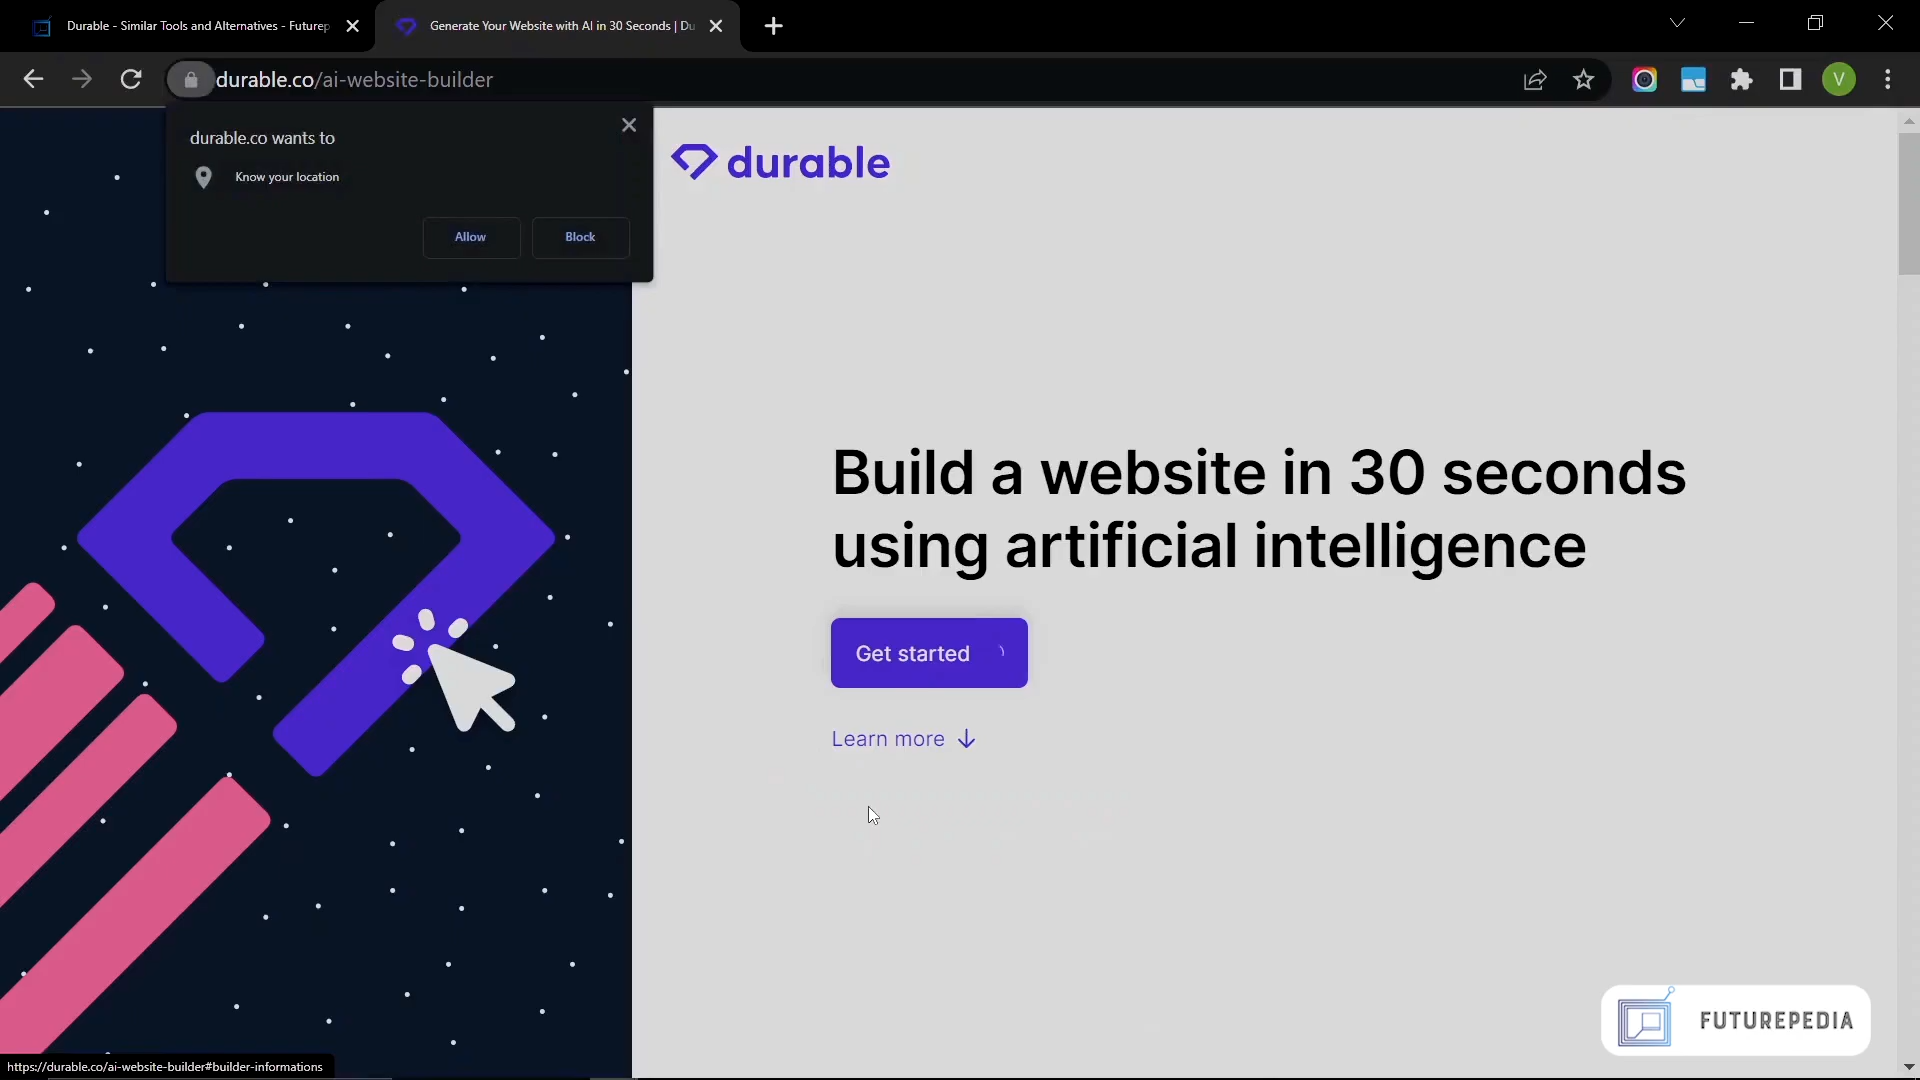 Durable - Similar Tools and Alternatives - Futurep
Generate Your Website with AI in 30 Seconds | Du
durable.co/ai-website-builder
V
durable.co wants to
Know your location
Allow
Block
durable
Build a website in 30 seconds
using artificial intelligence
Get started
Learn more
FUTUREPEDIA
https://durable.co/ai-website-builder#builder-informations